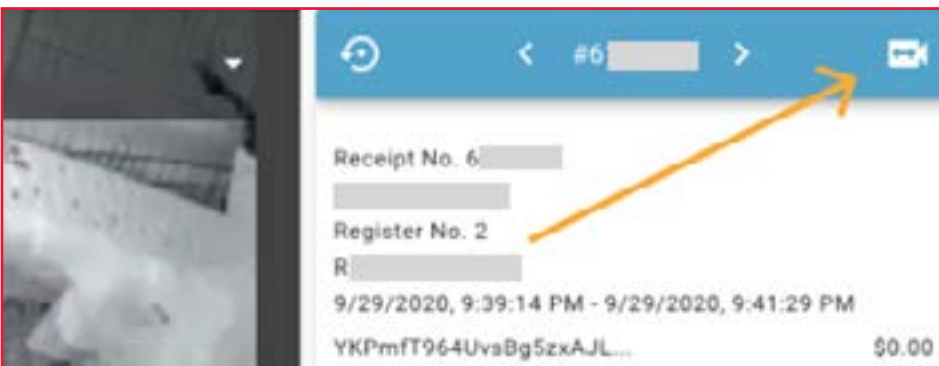 #6
Receipt No. 6
Register No. 2
R
9/29/2020, 9:39:14 PM - 9/29/2020, 9:41:29 PM
YKPmfT964UvsBg5zxAJL... $0.00